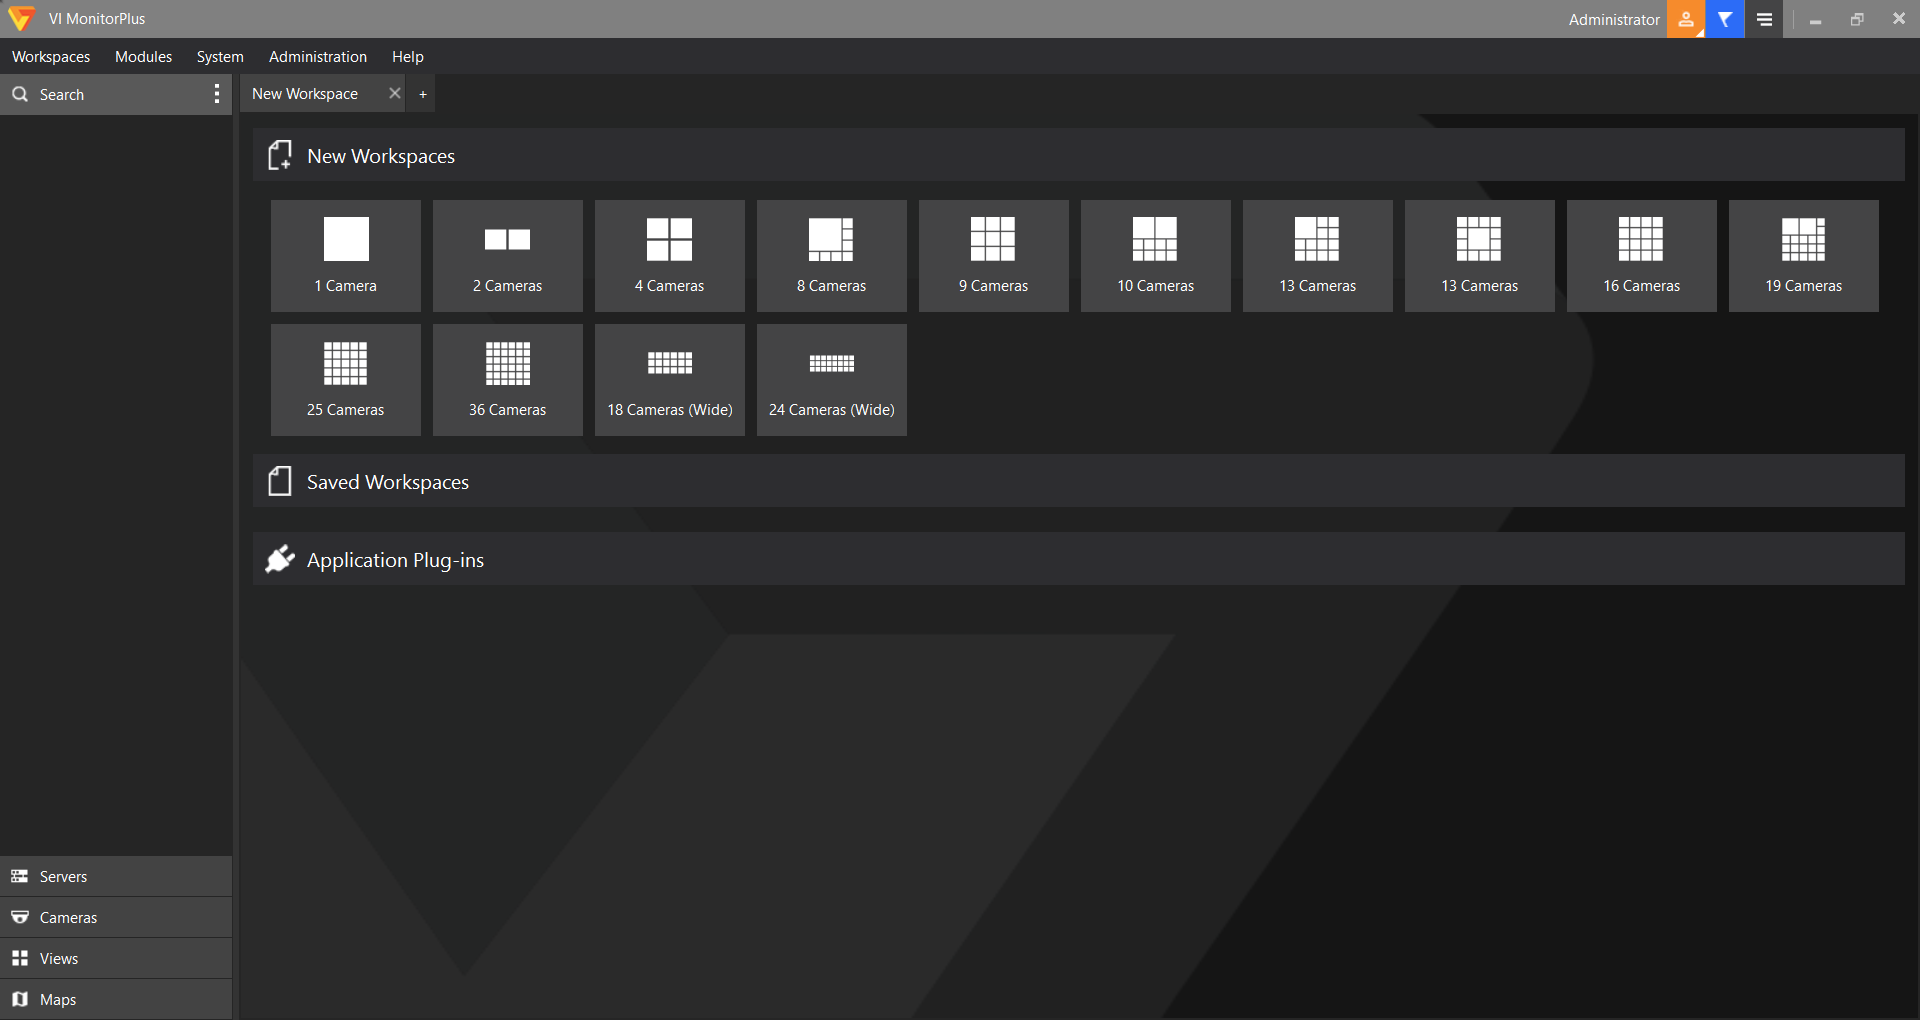 VI MonitorPlus
Administrator
Workspaces Modules System Administration Help
Search
New Workspace
New Workspaces
1 Camera 2 Cameras 4 Cameras 8 Cameras 9 Cameras 10 Cameras 13 Cameras 13 Cameras 16 Cameras 19 Cameras
25 Cameras 36 Cameras 18 Cameras (Wide) 24 Cameras (Wide)
Saved Workspaces
Application Plug-ins
Servers
Cameras
Views
Maps